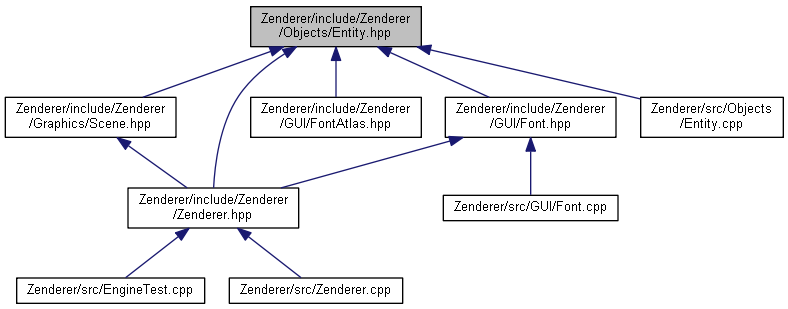 Zenderer/include/Zenderer
/Objects/Entity.hpp
Zenderer/include/Zenderer
/Graphics/Scene.hpp
Zenderer/include/Zenderer
/GUI/FontAtlas.hpp
Zenderer/include/Zenderer
/GUI/Font.hpp
Zenderer/src/Objects
/Entity.cpp
Zenderer/include/Zenderer
/Zenderer.hpp
Zenderer/src/GUI/Font.cpp
Zenderer/src/EngineTest.cpp
Zenderer/src/Zenderer.cpp